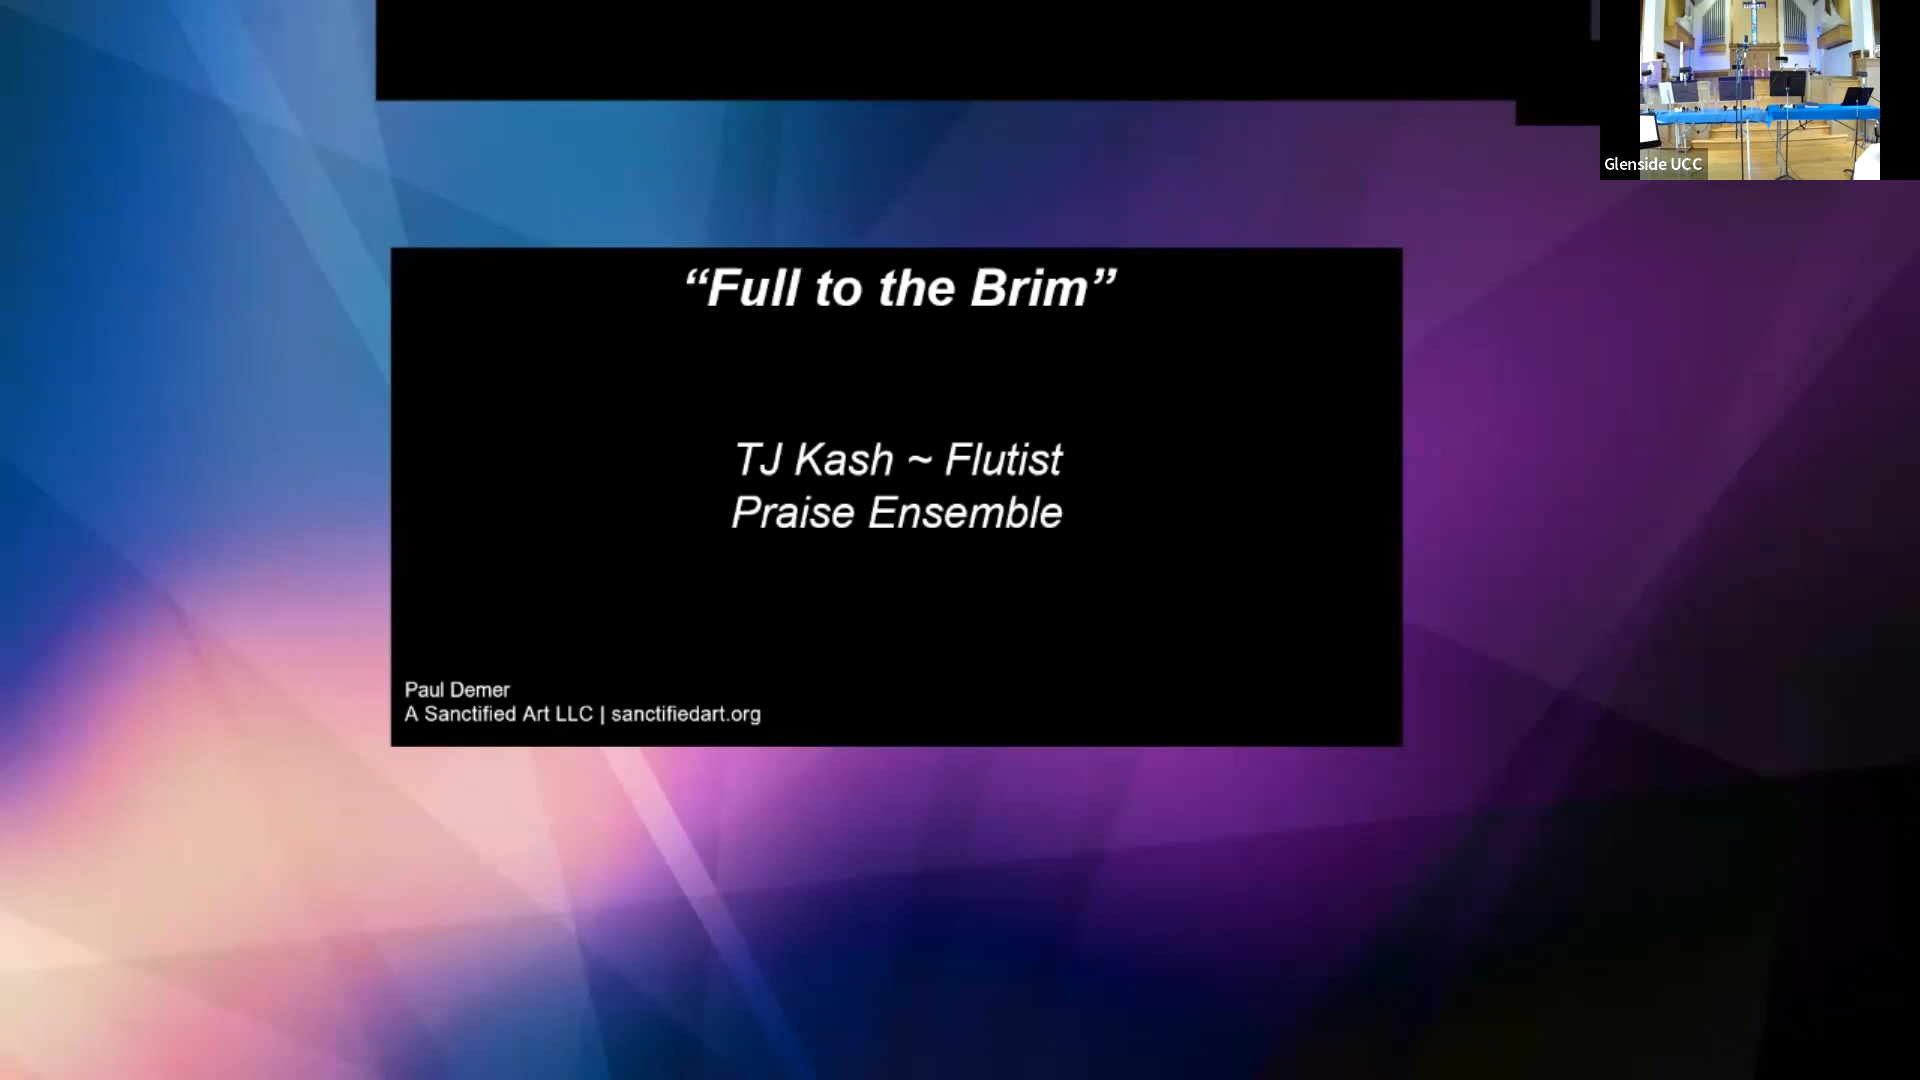 “Full to the Brim”
TJ Kash ~ Flutist
Praise Ensemble
Paul Demer
A Sanctified Art LLC | sanctifiedart.org
Glenside UCC